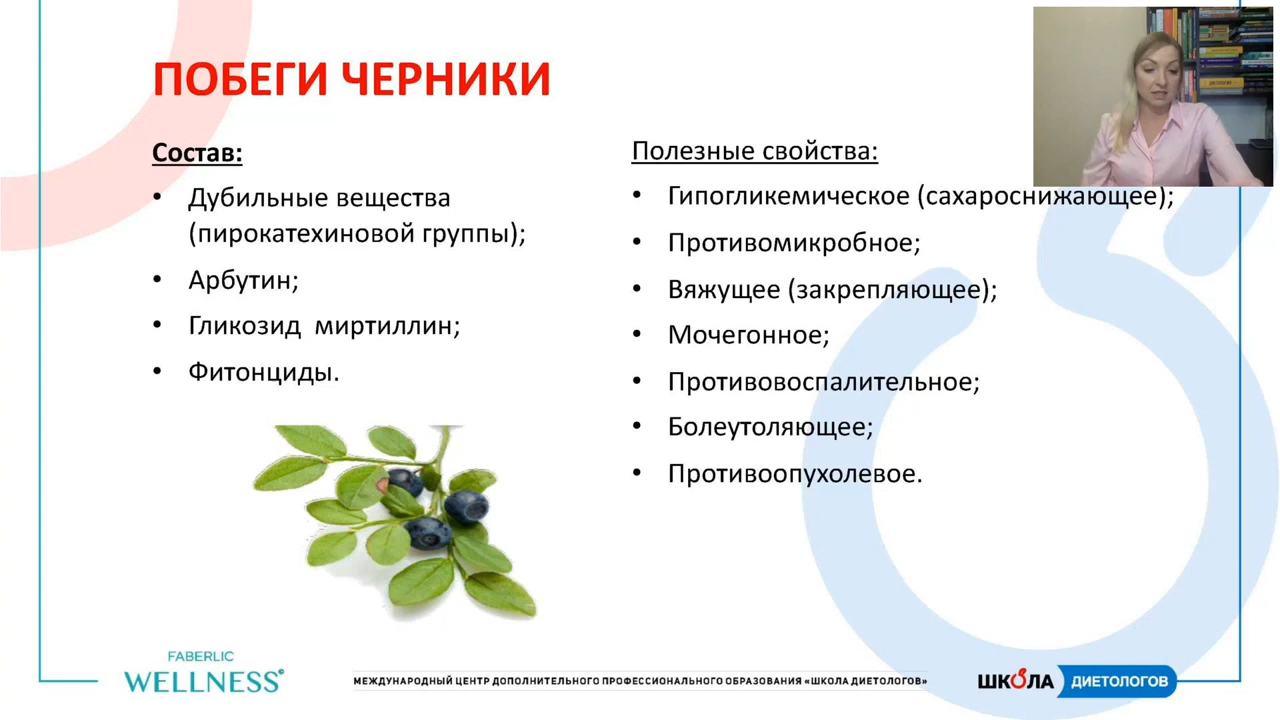 ПОБЕГИ ЧЕРНИКИ
Состав:
• Дубильные вещества
(пирокатехиновой группы);
• Арбутин;
• Гликозид миртиллин;
• Фитонциды.
Полезные свойства:
• Гипогликемическое (сахароснижающее);
• Противомикробное;
• Вяжущее (закрепляющее);
• Мочегонное;
• Противовоспалительное;
• Болеутоляющее;
• Противоопухолевое.
FABERLIC
WELLNESS
МЕЖДУНАРОДНЫЙ ЦЕНТР ДОПОЛНИТЕЛЬНОГО ПРОФЕССИОНАЛЬНОГО ОБРАЗОВАНИЯ «ШКОЛА ДИЕТОЛОГОВ»
ШКОЛА ДИЕТОЛОГОВ